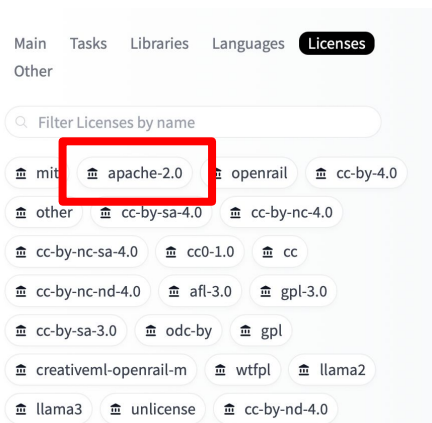 Main Tasks Libraries Languages Licenses
Other
Filter Licenses by name
mit apache-2.0 openrail cc-by-4.0
other cc-by-sa-4.0 cc-by-nc-4.0
cc-by-nc-sa-4.0 cc0-1.0 cc
cc-by-nc-nd-4.0 afl-3.0 gpl-3.0
cc-by-sa-3.0 odc-by gpl
creativeml-openrail-m wtfpl llama2
llama3 unlicense cc-by-nd-4.0